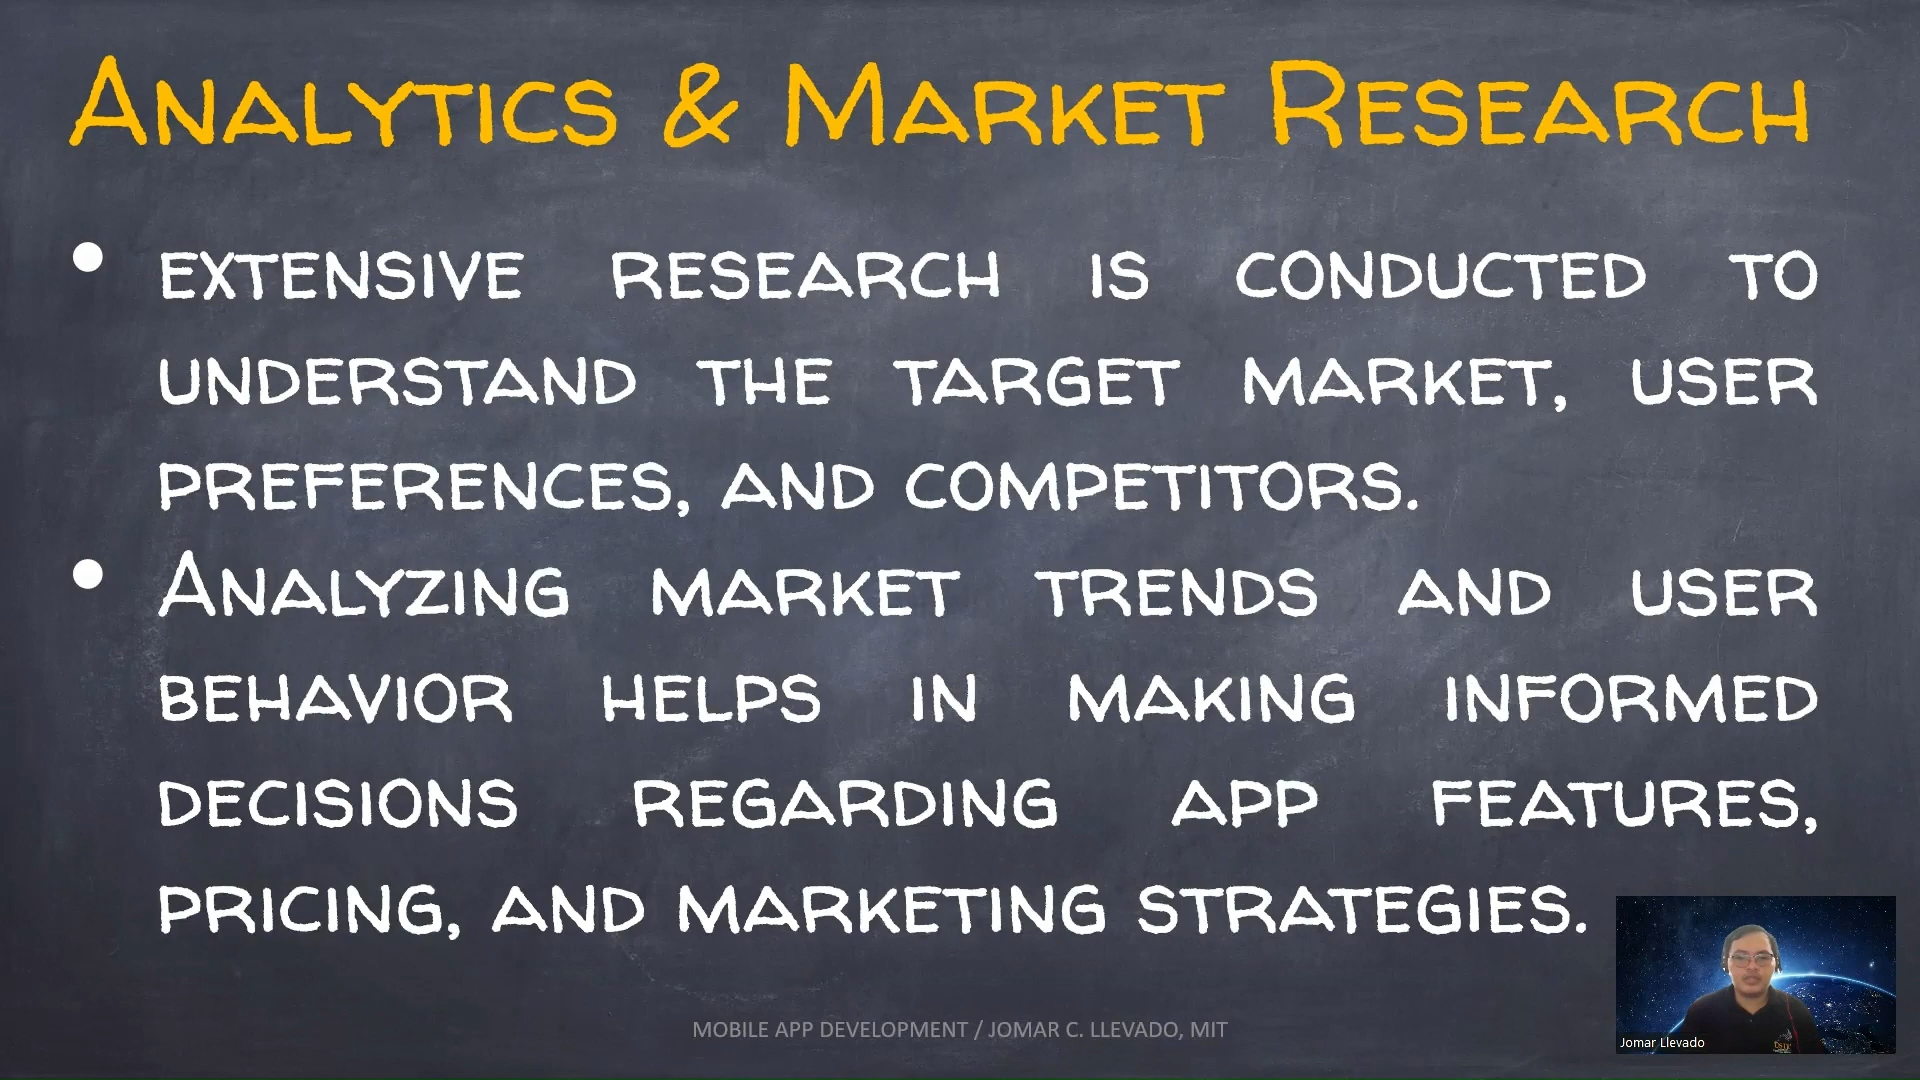 Analytics & Market Research
• extensive research is conducted to
understand the target market, user
preferences, and competitors.
• Analyzing market trends and user
behavior helps in making informed
decisions regarding app features,
pricing, and marketing strategies.
MOBILE APP DEVELOPMENT / JOMAR C. LLEVADO, MIT
Jomar Llevado